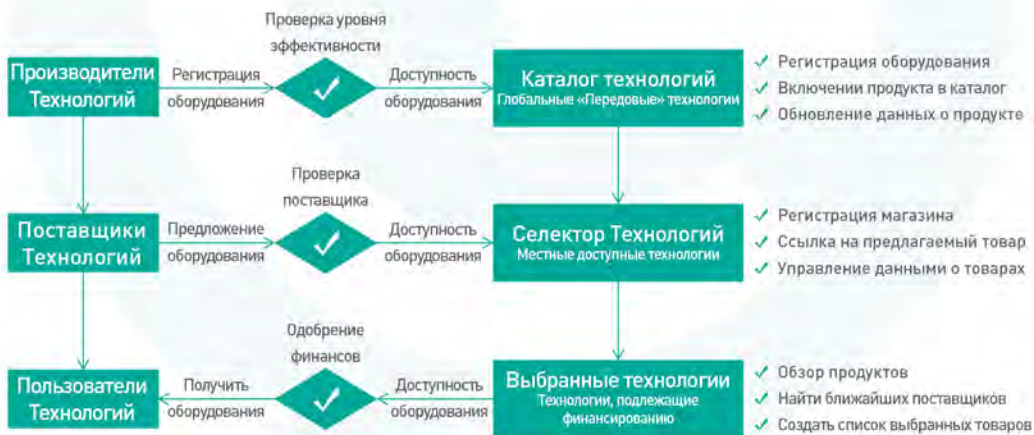 Проверка уровня
эффективности
Производители
Технологий
Регистрация
оборудования
Доступность
оборудования
Каталог технологий
Глобальные «Передовые» технологии
Регистрация оборудования
Включении продукта в каталог
Обновление данных о продукте
Проверка
поставщика
Поставщики
Технологий
Предложение
оборудования
Доступность
оборудования
Селектор Технологий
Местные доступные технологии
Регистрация магазина
Ссылка на предлагаемый товар
Управление данными о товарах
Одобрение
финансов
Пользователи
Технологий
Получить
оборудования
Доступность
оборудования
Выбранные технологии
Технологии, подлежащие
финансированию
Обзор продуктов
Найти ближайших поставщиков
Создать список выбранных товаров